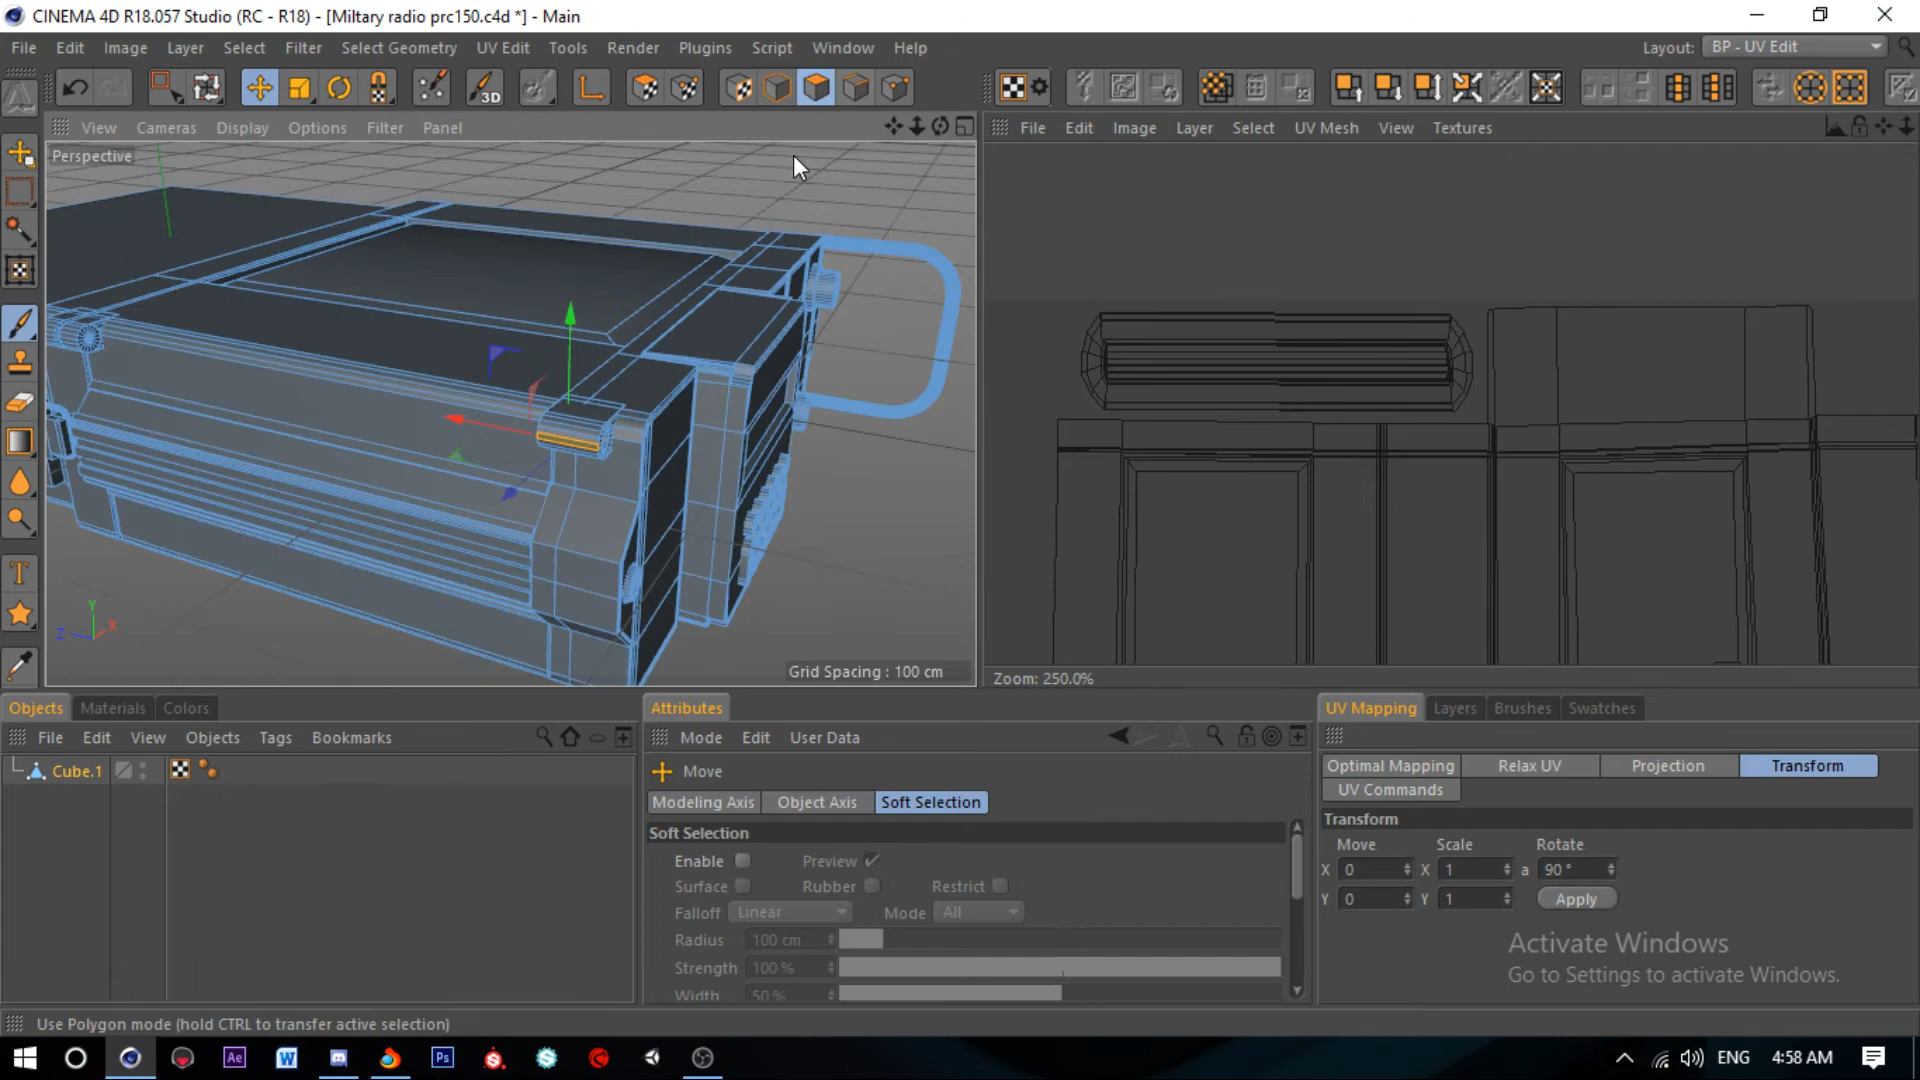 CINEMA 4D R18.057 Studio (RC - R18) - [Miltary radio prc150.c4d *] - Main
File Edit Image Layer Select Filter Select Geometry UV Edit Tools Render Plugins Script Window Help Layout: BP - UV Edit
3D
View Cameras Display Options Filter Panel
File Edit Image Layer Select UV Mesh View Textures
Perspective
Y
X
Z
Grid Spacing : 100 cm
Zoom: 250.0%
Objects Materials Colors
Attributes
UV Mapping Layers Brushes Swatches
File Edit View Objects Tags Bookmarks
Mode Edit User Data
Cube.1
Move
Optimal Mapping Relax UV Projection Transform
UV Commands
Modeling Axis Object Axis Soft Selection
Soft Selection
Transform
Move Scale Rotate
Enable Preview
X 0 X 1 a 90 °
Surface Rubber Restrict
Y 0 Y 1 Apply
Falloff Linear Mode All
Radius 100 cm
Strength 100 %
Width 50 %
Activate Windows
Go to Settings to activate Windows.
Use Polygon mode (hold CTRL to transfer active selection)
Ae
W
Ps
ENG 4:58 AM